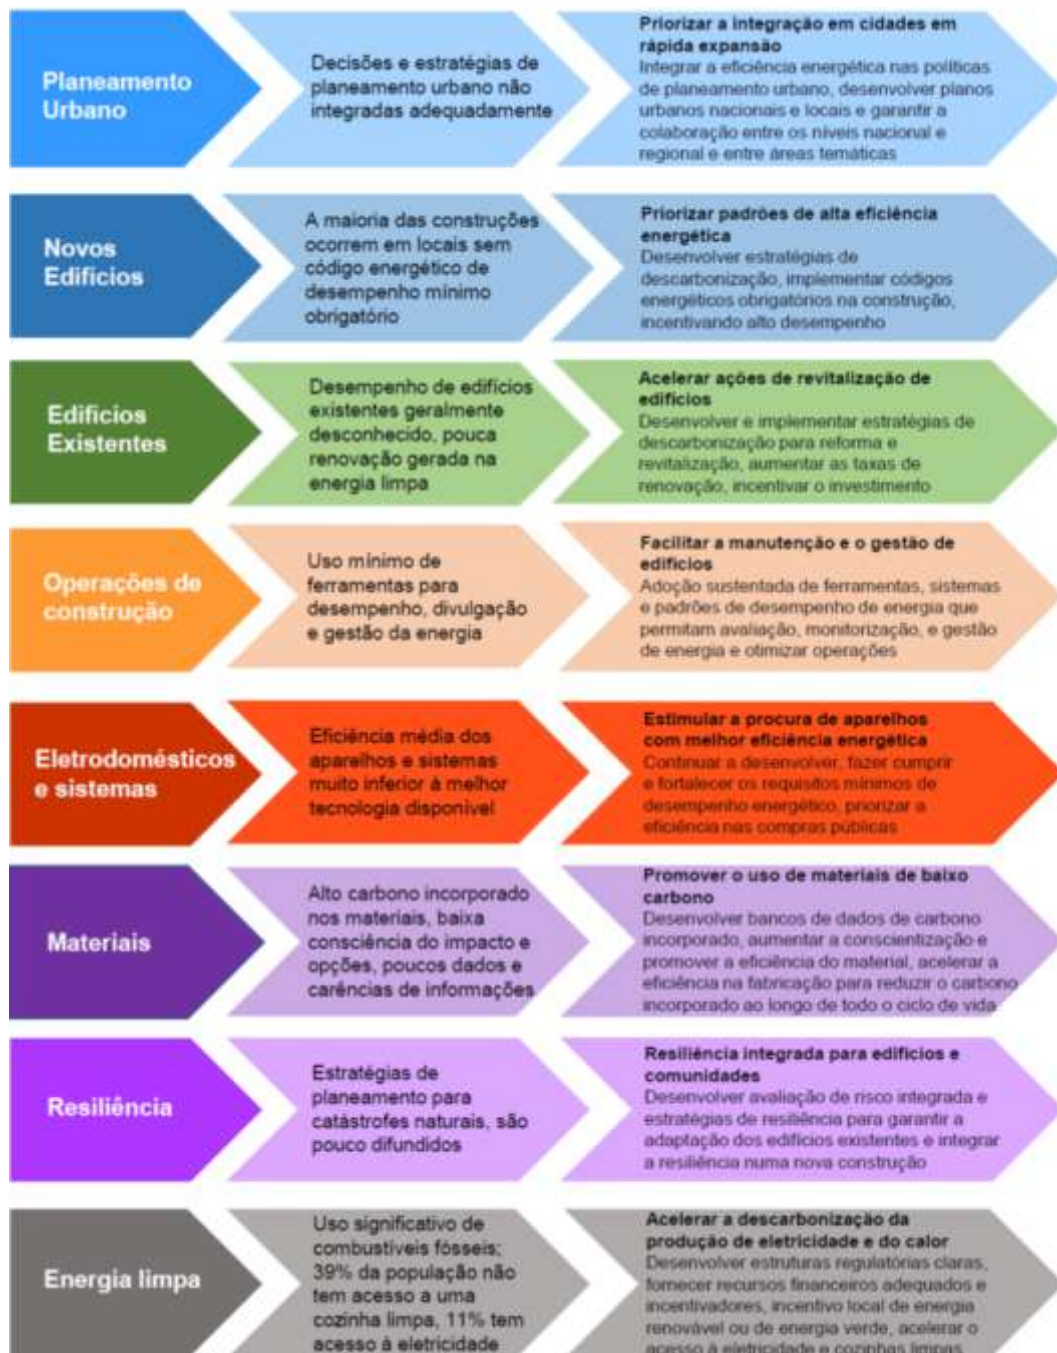 Planeamento
Urbano
Decisões e estratégias de
planeamento urbano não
integradas adequadamente
Priorizar a integração em cidades em
rápida expansão
Integrar a eficiência energética nas políticas
de planeamento urbano, desenvolver planos
urbanos nacionais e locais e garantir a
colaboração entre os níveis nacional e
regional e entre áreas temáticas
Novos
Edifícios
A maioria das construções
ocorrem em locais sem
código energético de
desempenho mínimo
obrigatório
Priorizar padrões de alta eficiência
energética
Desenvolver estratégias de
descarbonização, implementar códigos
energéticos obrigatórios na construção,
incentivando alto desempenho
Edifícios
Existentes
Desempenho de edifícios
existentes geralmente
desconhecido, pouca
renovação gerada na
energia limpa
Acelerar ações de revitalização de
edifícios
Desenvolver e implementar estratégias de
descarbonização para reforma e
revitalização, aumentar as taxas de
renovação, incentivar o investimento
Operações de
construção
Uso mínimo de
ferramentas para
desempenho, divulgação
e gestão da energia
Facilitar a manutenção e o gestão de
edifícios
Adoção sustentada de ferramentas, sistemas
e padrões de desempenho de energia que
permitam avaliação, monitorização, e gestão
de energia e otimizar operações
Eletrodomésticos
e sistemas
Eficiência média dos
aparelhos e sistemas
muito inferior à melhor
tecnologia disponível
Estimular a procura de aparelhos
com melhor eficiência energética
Continuar a desenvolver, fazer cumprir
e fortalecer os requisitos mínimos de
desempenho energético, priorizar a
eficiência nas compras públicas
Materiais
Alto carbono incorporado
nos materiais, baixa
consciência do impacto e
opções, poucos dados e
carências de informações
Promover o uso de materiais de baixo
carbono
Desenvolver bancos de dados de carbono
incorporado, aumentar a conscientização e
promover a eficiência do material, acelerar a
eficiência na fabricação para reduzir o carbono
incorporado ao longo de todo o ciclo de vida
Resiliência
Estratégias de
planeamento para
catástrofes naturais, são
pouco difundidos
Resiliência integrada para edifícios e
comunidades
Desenvolver avaliação de risco integrada e
estratégias de resiliência para garantir a
adaptação dos edifícios existentes e integrar
a resiliência numa nova construção
Energia limpa
Uso significativo de
combustíveis fósseis;
39% da população não
tem acesso a uma
cozinha limpa, 11% tem
acesso à eletricidade
Acelerar a descarbonização da
produção de eletricidade e do calor
Desenvolver estruturas regulatórias claras,
fornecer recursos financeiros adequados e
incentivadores, incentivo local de energia
renovável ou de energia verde, acelerar o
acesso à eletricidade e cozinhas limpas